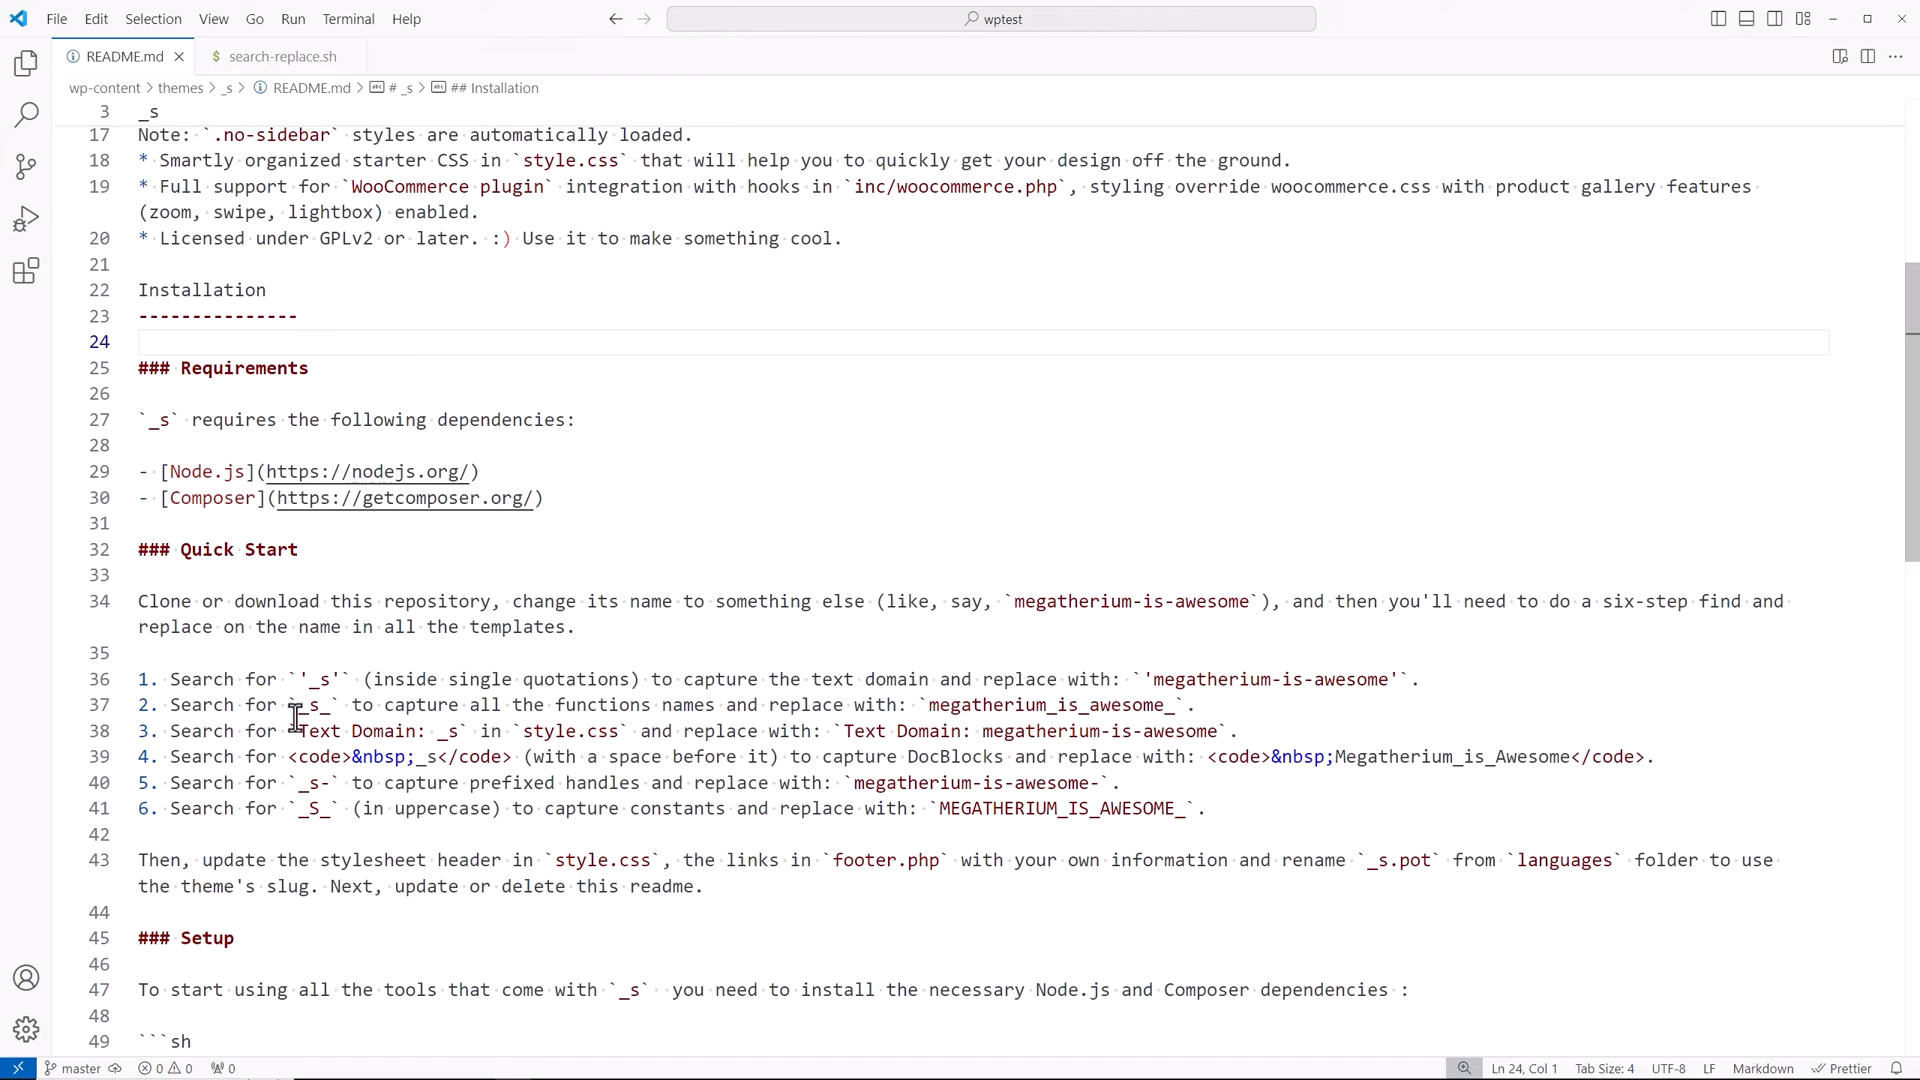 File Edit Selection View Go Run Terminal Help wptest
README.md search-replace.sh
wp-content > themes > _s > README.md > # _s > ## Installation
3 _s
17 Note: `.no-sidebar` styles are automatically loaded.
18 * Smartly organized starter CSS in `style.css` that will help you to quickly get your design off the ground.
19 * Full support for `WooCommerce plugin` integration with hooks in `inc/woocommerce.php`, styling override woocommerce.css with product gallery features
(zoom, swipe, lightbox) enabled.
20 * Licensed under GPLv2 or later. :) Use it to make something cool.
21
22 Installation
23 ---------------
24
25 ### Requirements
26
27 `_s` requires the following dependencies:
28
29 - [Node.js](https://nodejs.org/)
30 - [Composer](https://getcomposer.org/)
31
32 ### Quick Start
33
34 Clone or download this repository, change its name to something else (like, say, `megatherium-is-awesome`), and then you'll need to do a six-step find and
replace on the name in all the templates.
35
36 1. Search for `'_s'` (inside single quotations) to capture the text domain and replace with: `'megatherium-is-awesome'`.
37 2. Search for `_s_` to capture all the functions names and replace with: `megatherium_is_awesome_`.
38 3. Search for `Text Domain: _s` in `style.css` and replace with: `Text Domain: megatherium-is-awesome`.
39 4. Search for <code>&nbsp;_s</code> (with a space before it) to capture DocBlocks and replace with: <code>&nbsp;Megatherium_is_Awesome</code>.
40 5. Search for `_s-` to capture prefixed handles and replace with: `megatherium-is-awesome-`.
41 6. Search for `_S_` (in uppercase) to capture constants and replace with: `MEGATHERIUM_IS_AWESOME_`.
42
43 Then, update the stylesheet header in `style.css`, the links in `footer.php` with your own information and rename `_s.pot` from `languages` folder to use
the theme's slug. Next, update or delete this readme.
44
45 ### Setup
46
47 To start using all the tools that come with `_s`  you need to install the necessary Node.js and Composer dependencies :
48
49 ```sh
master 0 0 0 Ln 24, Col 1 Tab Size: 4 UTF-8 LF Markdown Prettier